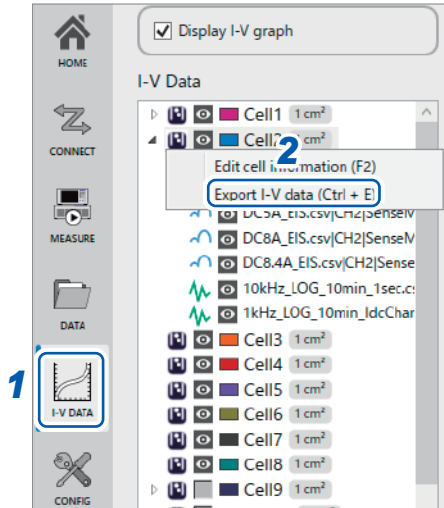 HOME
CONNECT
MEASURE
DATA
1
I-V DATA
CONFIG
Display I-V graph
I-V Data
Cell1 1 cm²
Cell2 cm²
2
Edit cell information (F2)
Export I-V data (Ctrl + E)
DC5A_EIS.csv|CH2|SenseM
DC8A_EIS.csv|CH2|SenseM
DC8.4A_EIS.csv|CH2|Sense
10kHz_LOG_10min_1sec.c
1kHz_LOG_10min_IdcChar
Cell3 1 cm²
Cell4 1 cm²
Cell5 1 cm²
Cell6 1 cm²
Cell7 1 cm²
Cell8 1 cm²
Cell9 1 cm²